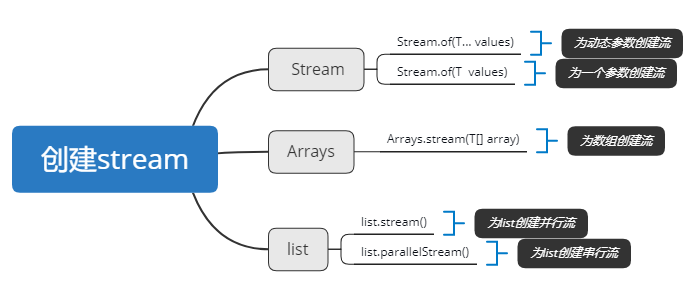 创建stream
Stream
Stream.of(T... values)
为动态参数创建流
Stream.of(T values)
为一个参数创建流
Arrays
Arrays.stream(T[] array)
为数组创建流
list
list.stream()
为list创建并行流
list.parallelStream()
为list创建串行流